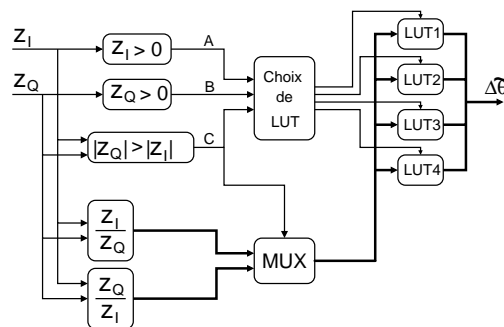 z_I
z_I > 0
A
z_Q
z_Q > 0
B
|z_Q| > |z_I|
C
Choix
de
LUT
LUT1
LUT2
LUT3
LUT4
Δθ̃
z_I
z_Q
z_Q
z_I
MUX